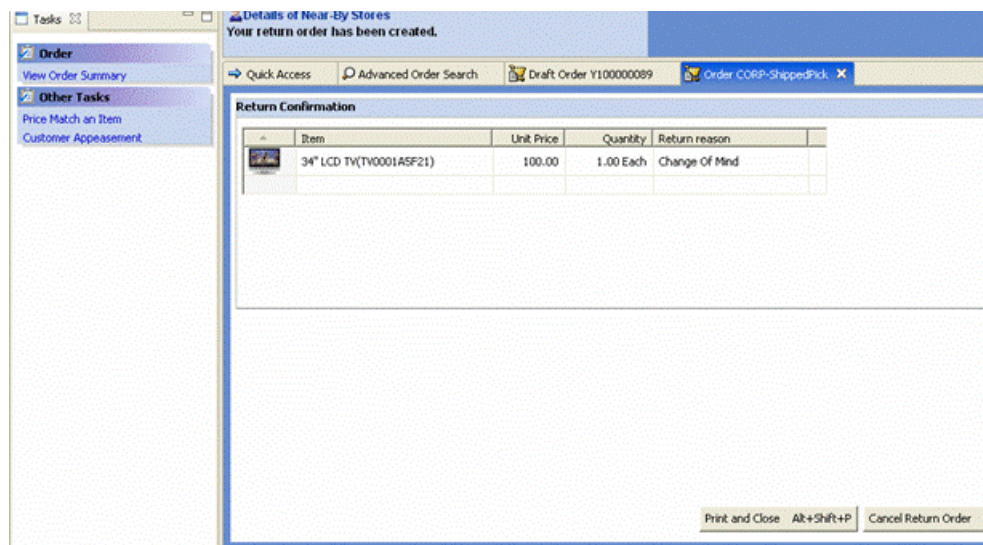 Tasks
Details of Near-By Stores
Your return order has been created.
Order
View Order Summary
Other Tasks
Price Match an Item
Customer Appeasement
Quick Access
Advanced Order Search
Draft Order Y100000089
Order CORP-ShippedPick
Return Confirmation
Item Unit Price Quantity Return reason
34" LCD TV(TV0001ASF21) 100.00 1.00 Each Change Of Mind
Print and Close Alt+Shift+P Cancel Return Order